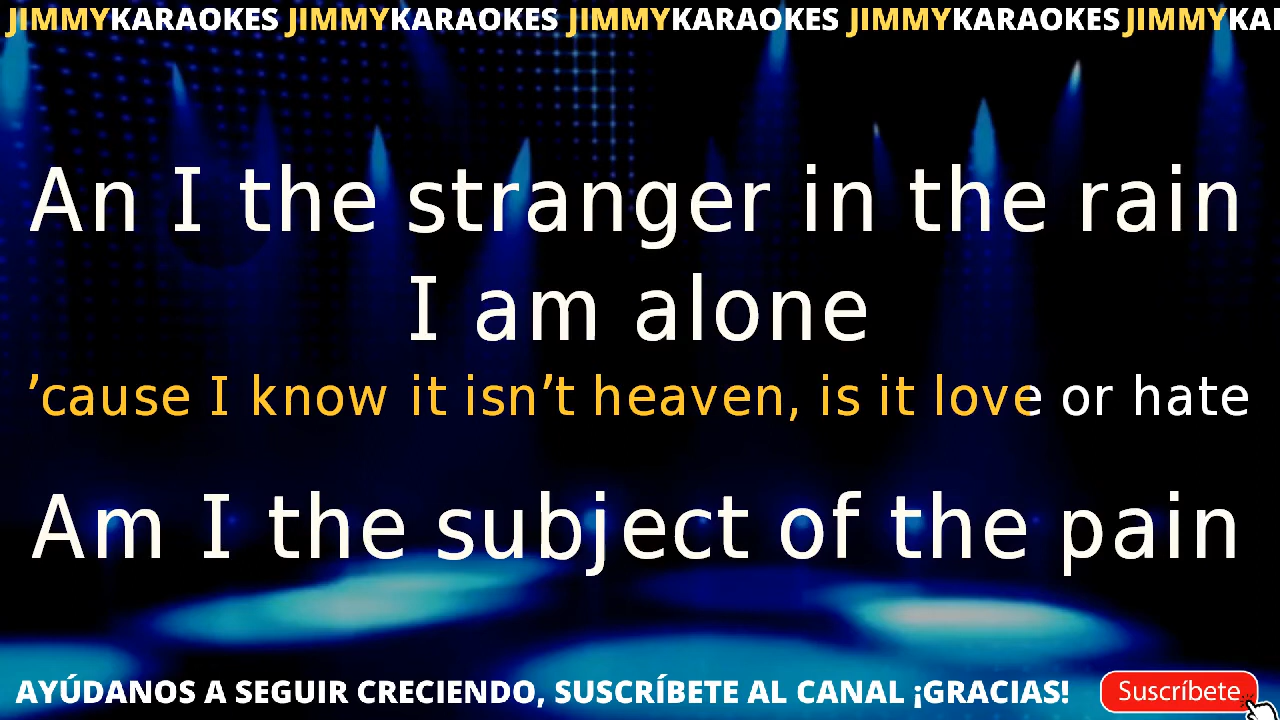 JIMMYKARAOKES JIMMYKARAOKES JIMMYKARAOKES JIMMYKARAOKES JIMMYKAI
An I the stranger in the rain
I am alone
’cause I know it isn’t heaven, is it love or hate
Am I the subject of the pain
AYÚDANOS A SEGUIR CRECIENDO, SUSCRÍBETE AL CANAL ¡GRACIAS! Suscríbete